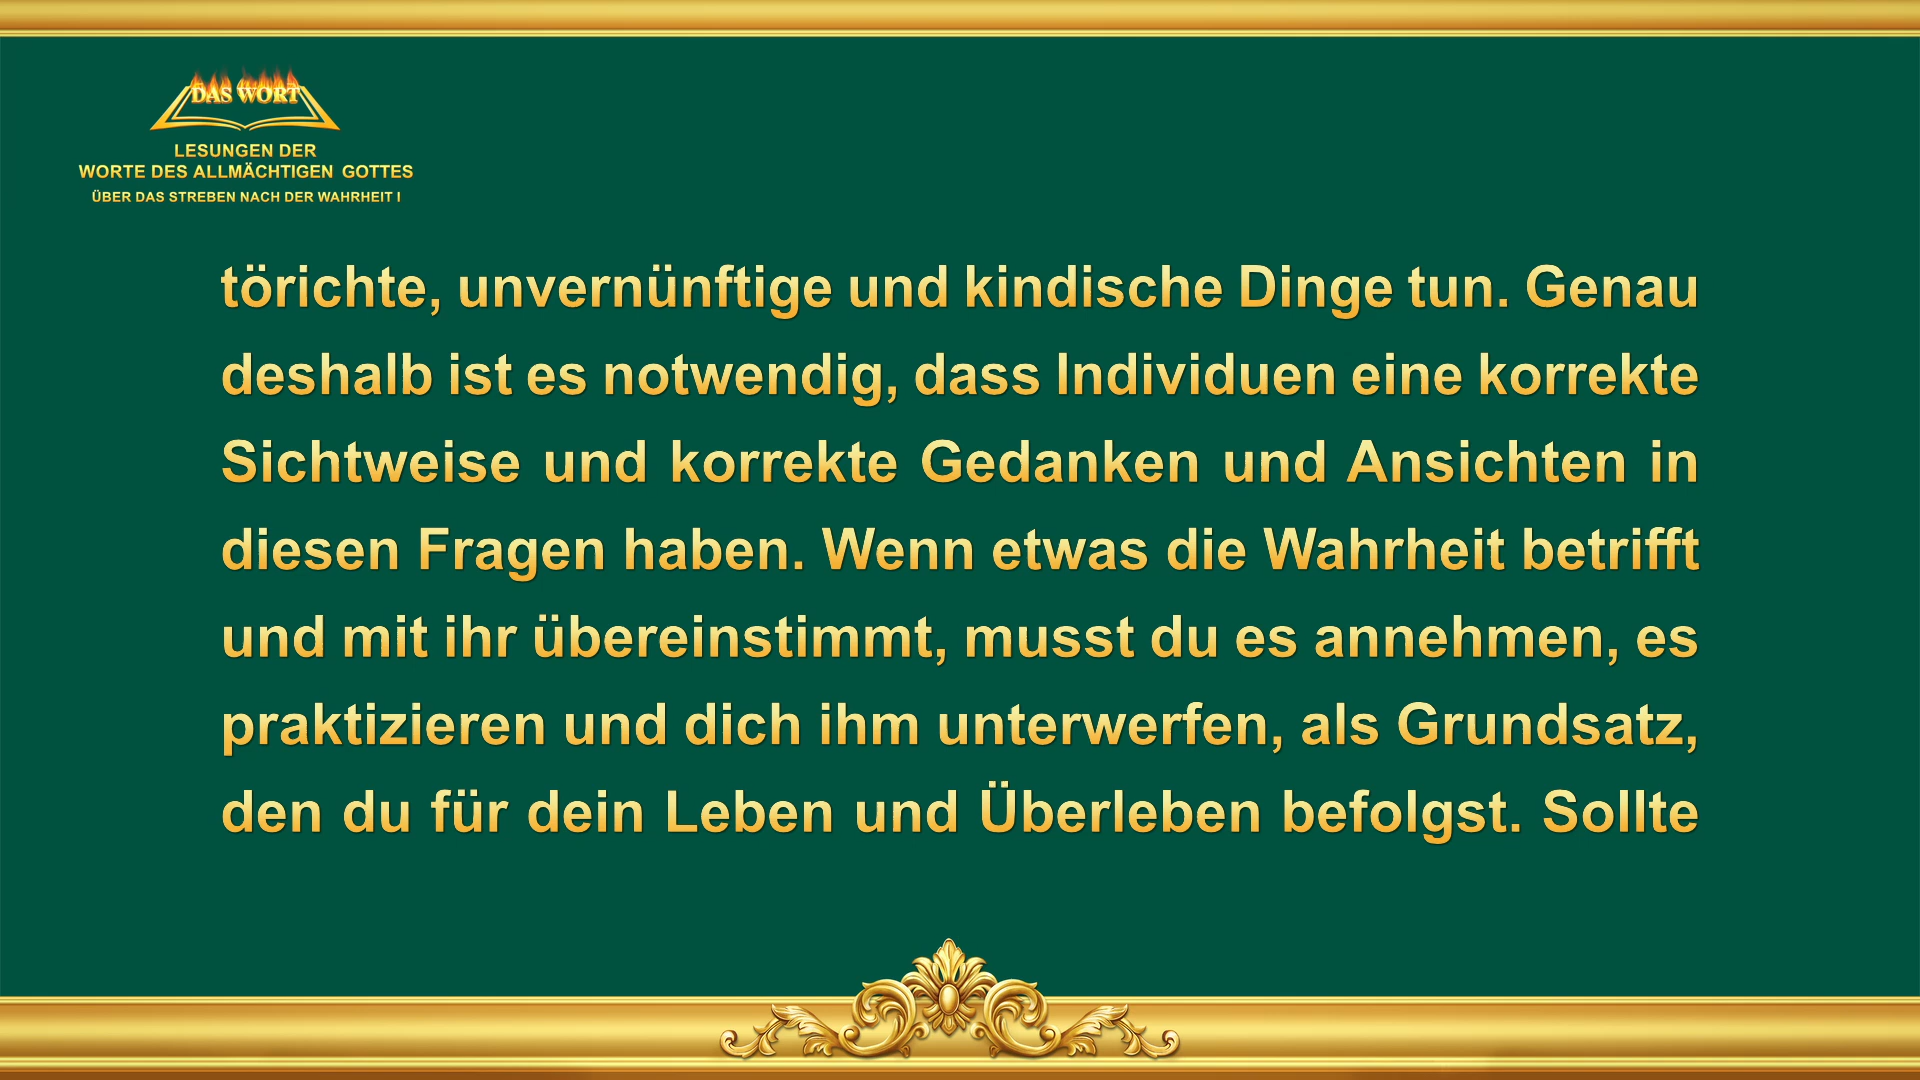 DAS WORT
LESUNGEN DER
WORTE DES ALLMÄCHTIGEN GOTTES
ÜBER DAS STREBEN NACH DER WAHRHEIT I
törichte, unvernünftige und kindische Dinge tun. Genau
deshalb ist es notwendig, dass Individuen eine korrekte
Sichtweise und korrekte Gedanken und Ansichten in
diesen Fragen haben. Wenn etwas die Wahrheit betrifft
und mit ihr übereinstimmt, musst du es annehmen, es
praktizieren und dich ihm unterwerfen, als Grundsatz,
den du für dein Leben und Überleben befolgst. Sollte